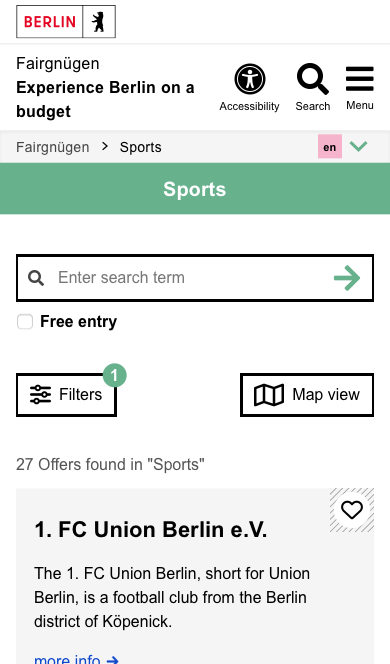 BERLIN
Fairgnügen
Experience Berlin on a
budget
Accessibility
Search
Menu
Fairgnügen > Sports
en
Sports
Enter search term
Free entry
Filters
1
Map view
27 Offers found in "Sports"
1. FC Union Berlin e.V.
The 1. FC Union Berlin, short for Union
Berlin, is a football club from the Berlin
district of Köpenick.
more info